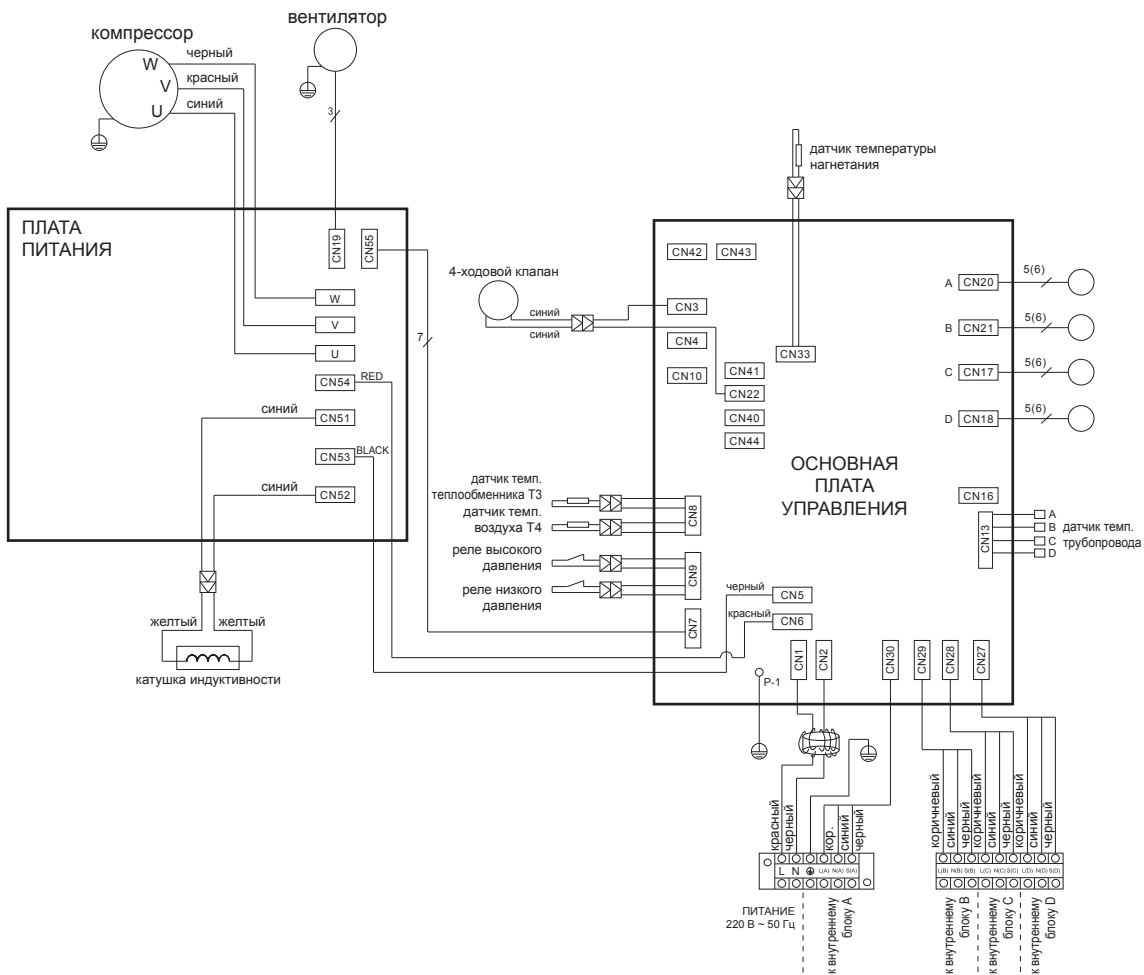 вентилятор
компрессор
черный
W
красный
V
синий
U
3
датчик температуры
нагнетания
ПЛАТА
ПИТАНИЯ
CN19
CN55
W
V
U
CN54
RED
синий
CN51
CN53
BLACK
синий
CN52
7
желтый
желтый
катушка индуктивности
4-ходовой клапан
синий
синий
CN42
CN43
CN3
CN4
CN10
CN33
CN41
CN22
CN40
CN44
A
CN20
5(6)
B
CN21
5(6)
C
CN17
5(6)
D
CN18
5(6)
ОСНОВНАЯ
ПЛАТА
УПРАВЛЕНИЯ
CN16
CN13
A
B
C
D
датчик темп.
трубопровода
датчик темп.
теплообменника T3
датчик темп.
воздуха T4
CN8
реле высокого
давления
реле низкого
давления
CN9
CN7
черный
CN5
красный
CN6
CN1
CN2
CN30
CN29
CN28
CN27
P-1
красный
черный
кор.
синий
черный
коричневый
синий
черный
коричневый
синий
черный
коричневый
синий
черный
L N L(A) N(A) S(A)
L(B) N(B) S(B) L(C) N(C) S(C) L(D) N(D) S(D)
ПИТАНИЕ
220 В ~ 50 Гц
к внутреннему
блоку A
к внутреннему
блоку B
к внутреннему
блоку C
к внутреннему
блоку D